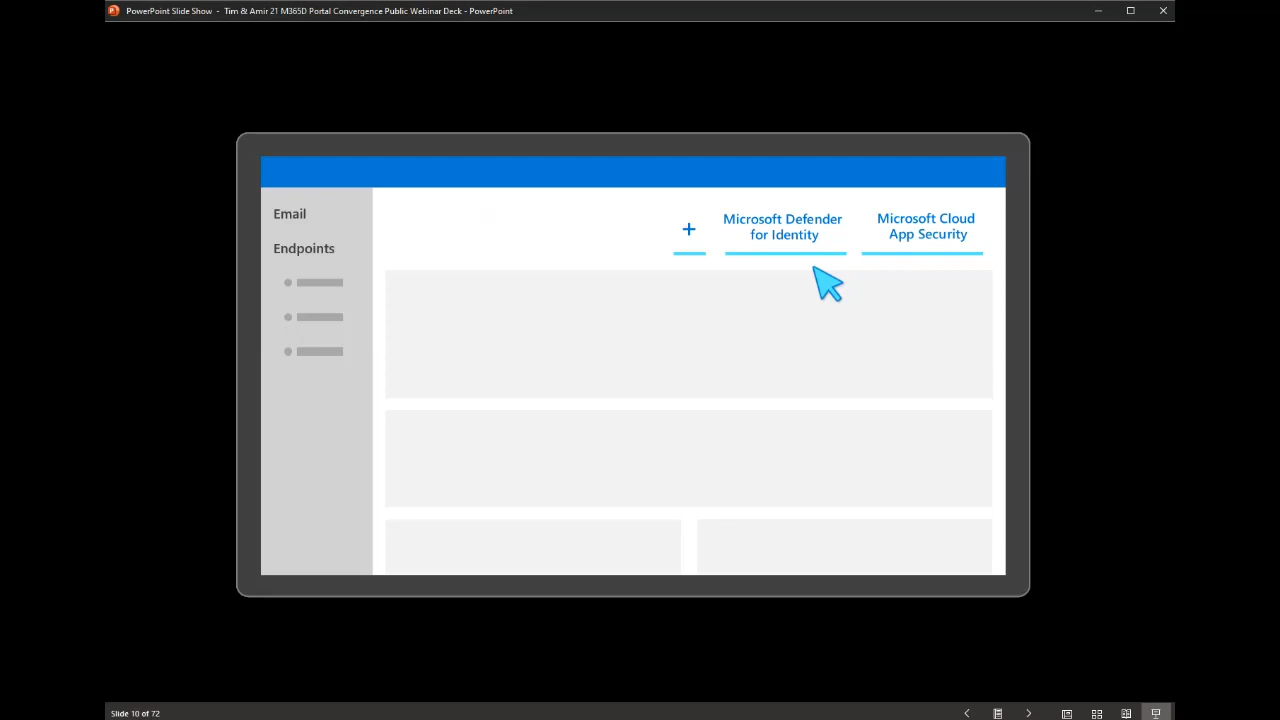 PowerPoint Slide Show - Tim & Amir 21 M365D Portal Convergence Public Webinar Deck - PowerPoint
Email
Endpoints
+
Microsoft Defender
for Identity
Microsoft Cloud
App Security
Slide 10 of 72